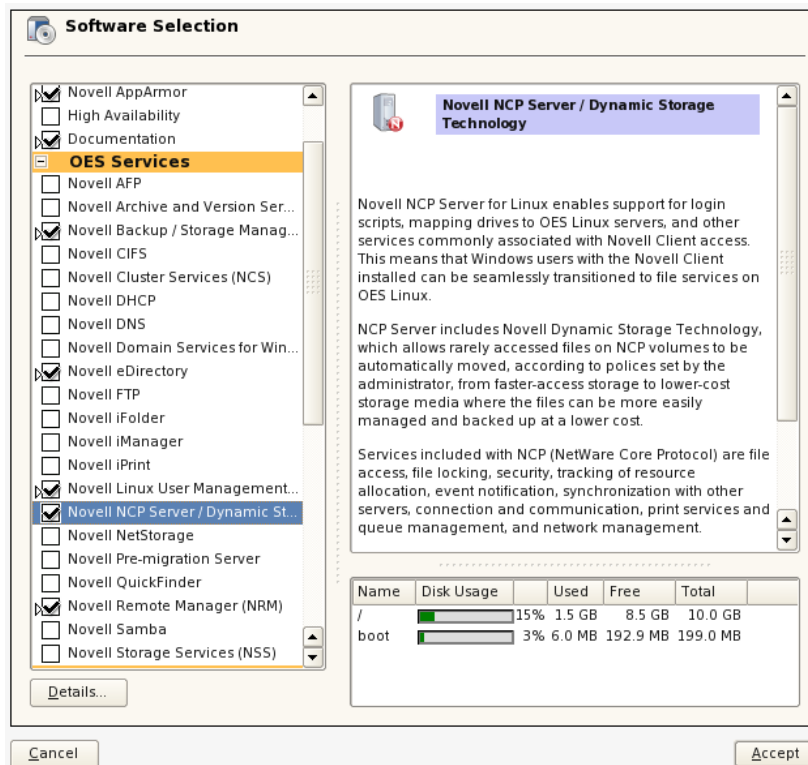 Software Selection
Novell AppArmor
High Availability
Documentation
OES Services
Novell AFP
Novell Archive and Version Ser...
Novell Backup / Storage Manag...
Novell CIFS
Novell Cluster Services (NCS)
Novell DHCP
Novell DNS
Novell Domain Services for Win...
Novell eDirectory
Novell FTP
Novell iFolder
Novell iManager
Novell iPrint
Novell Linux User Management...
Novell NCP Server / Dynamic St...
Novell NetStorage
Novell Pre-migration Server
Novell QuickFinder
Novell Remote Manager (NRM)
Novell Samba
Novell Storage Services (NSS)
Details...
Novell NCP Server / Dynamic Storage
Technology
Novell NCP Server for Linux enables support for login
scripts, mapping drives to OES Linux servers, and other
services commonly associated with Novell Client access.
This means that Windows users with the Novell Client
installed can be seamlessly transitioned to file services on
OES Linux.
NCP Server includes Novell Dynamic Storage Technology,
which allows rarely accessed files on NCP volumes to be
automatically moved, according to polices set by the
administrator, from faster-access storage to lower-cost
storage media where the files can be more easily
managed and backed up at a lower cost.
Services included with NCP (NetWare Core Protocol) are file
access, file locking, security, tracking of resource
allocation, event notification, synchronization with other
servers, connection and communication, print services and
queue management, and network management.
Name Disk Usage Used Free Total
/ 15% 1.5 GB 8.5 GB 10.0 GB
boot 3% 6.0 MB 192.9 MB 199.0 MB
Cancel Accept